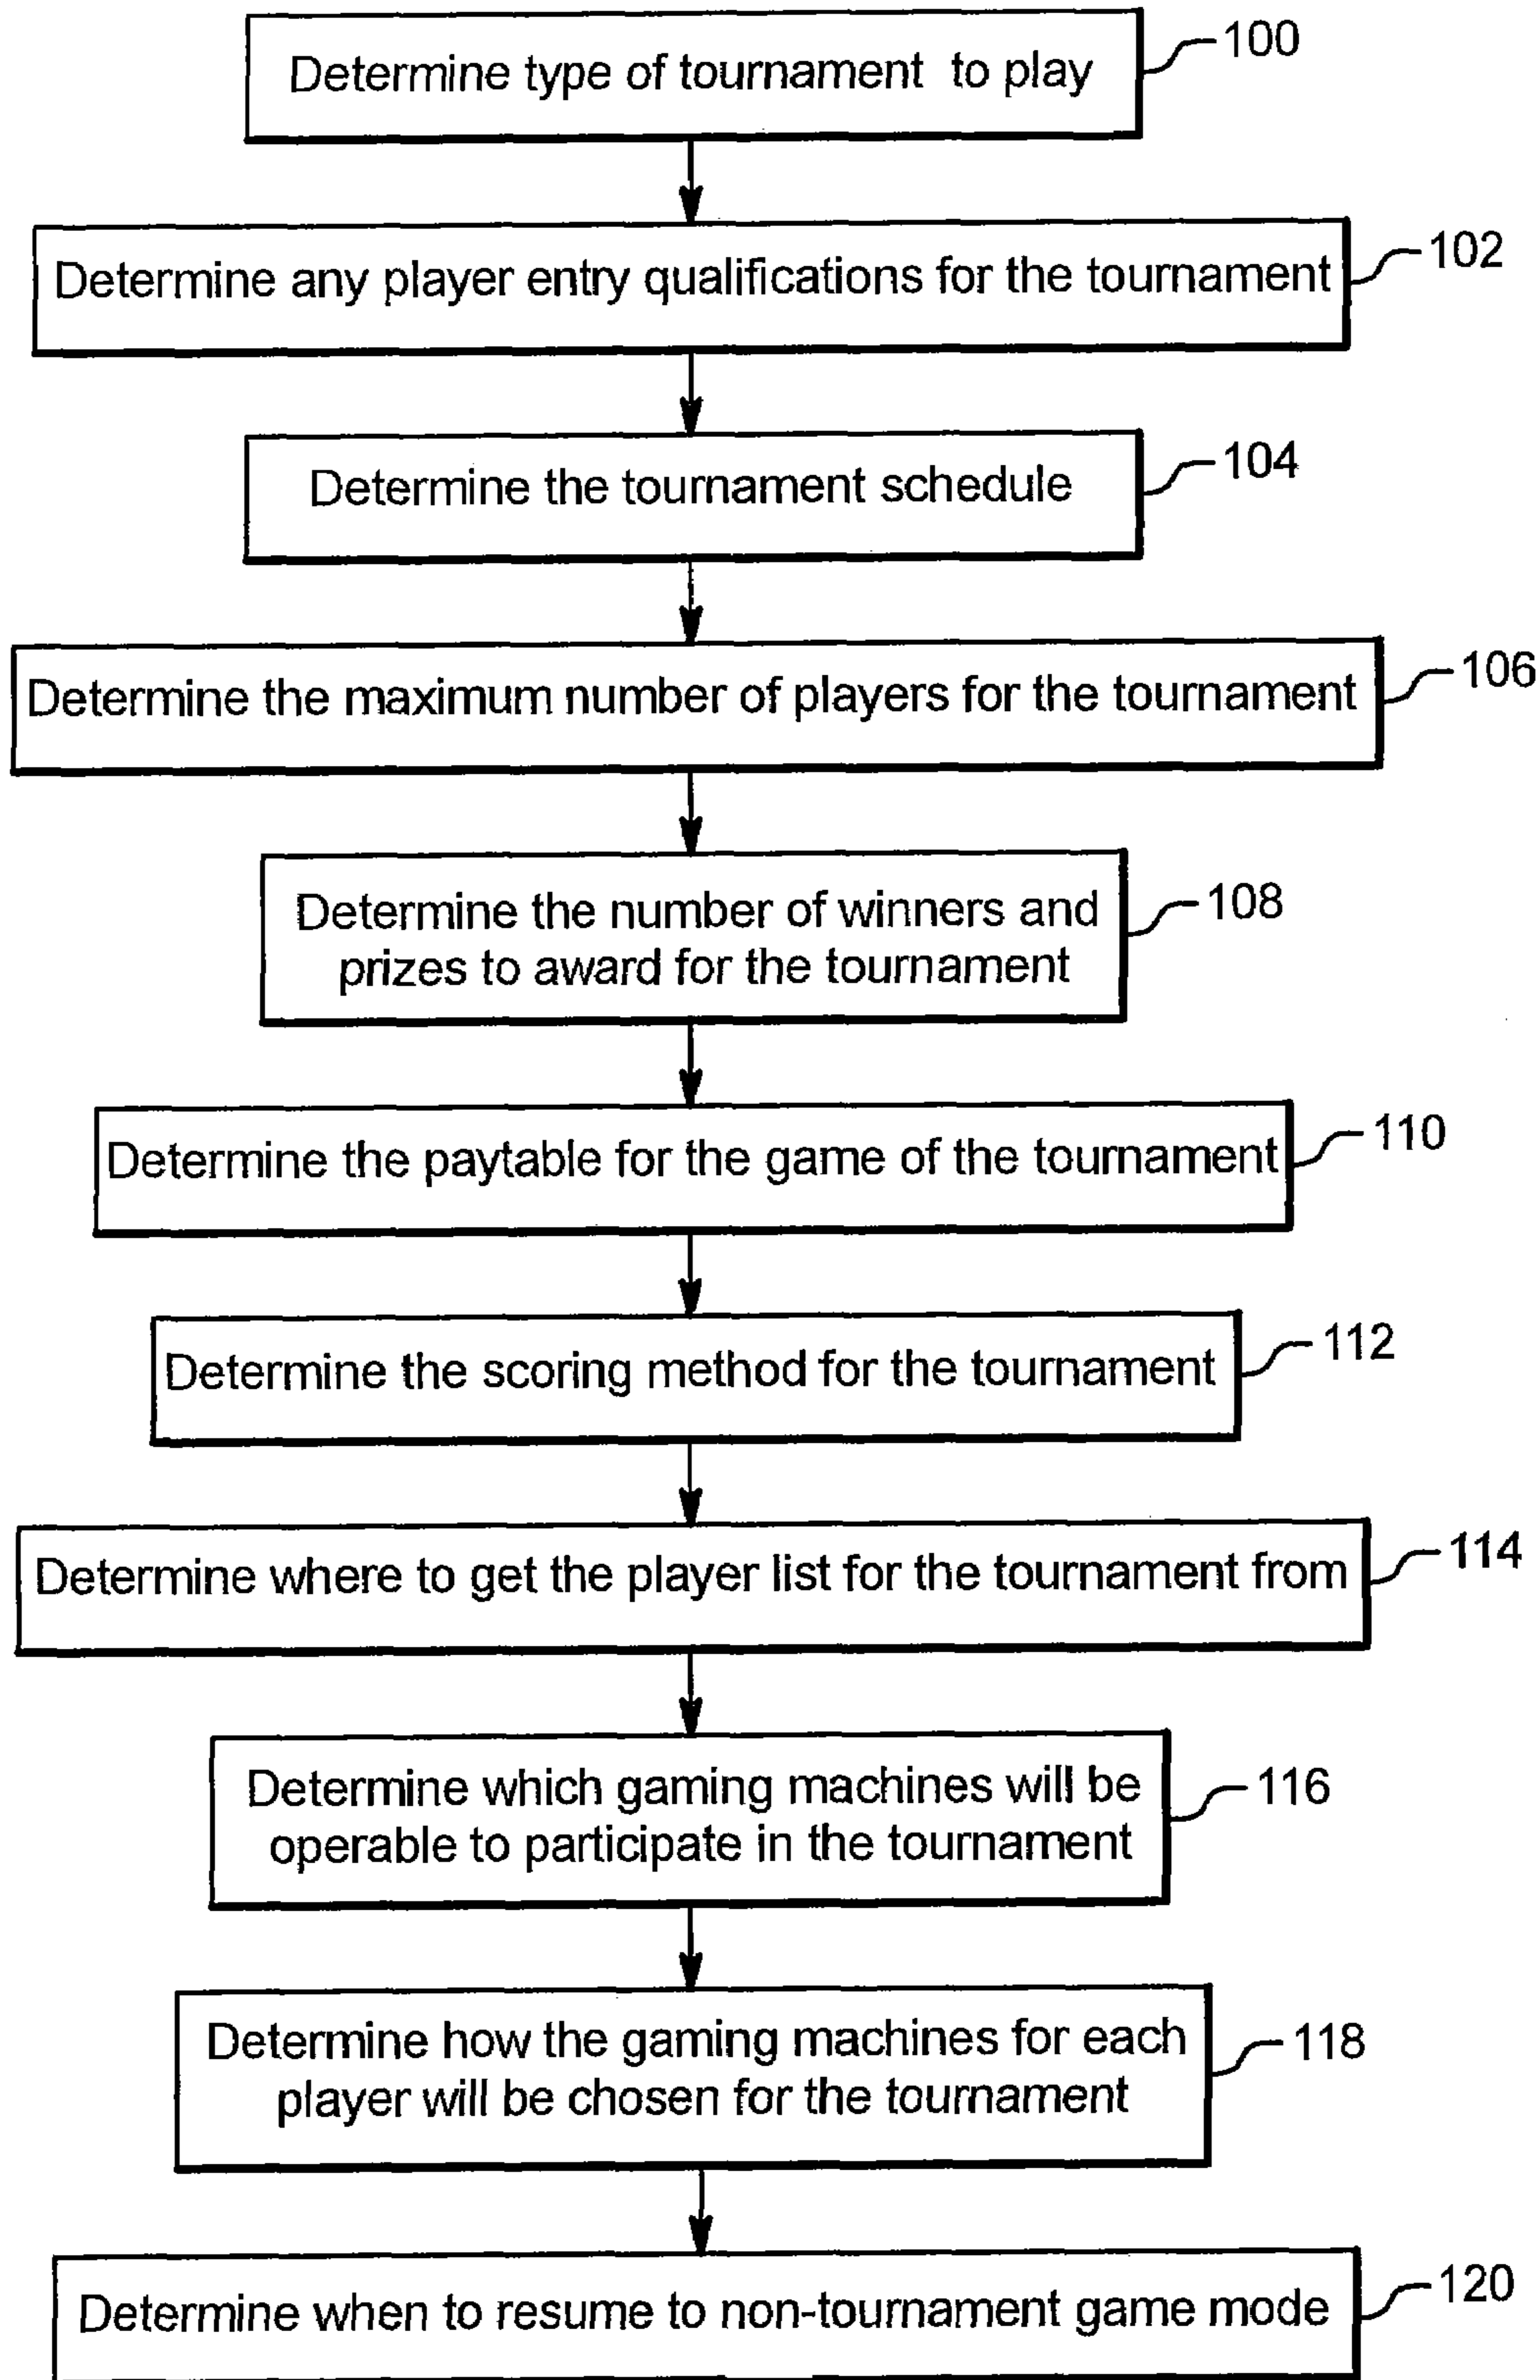 Determine type of tournament to play
100
Determine any player entry qualifications for the tournament
102
Determine the tournament schedule
104
Determine the maximum number of players for the tournament
106
Determine the number of winners and
prizes to award for the tournament
108
Determine the paytable for the game of the tournament
110
Determine the scoring method for the tournament
112
Determine where to get the player list for the tournament from
114
Determine which gaming machines will be
operable to participate in the tournament
116
Determine how the gaming machines for each
player will be chosen for the tournament
118
Determine when to resume to non-tournament game mode
120